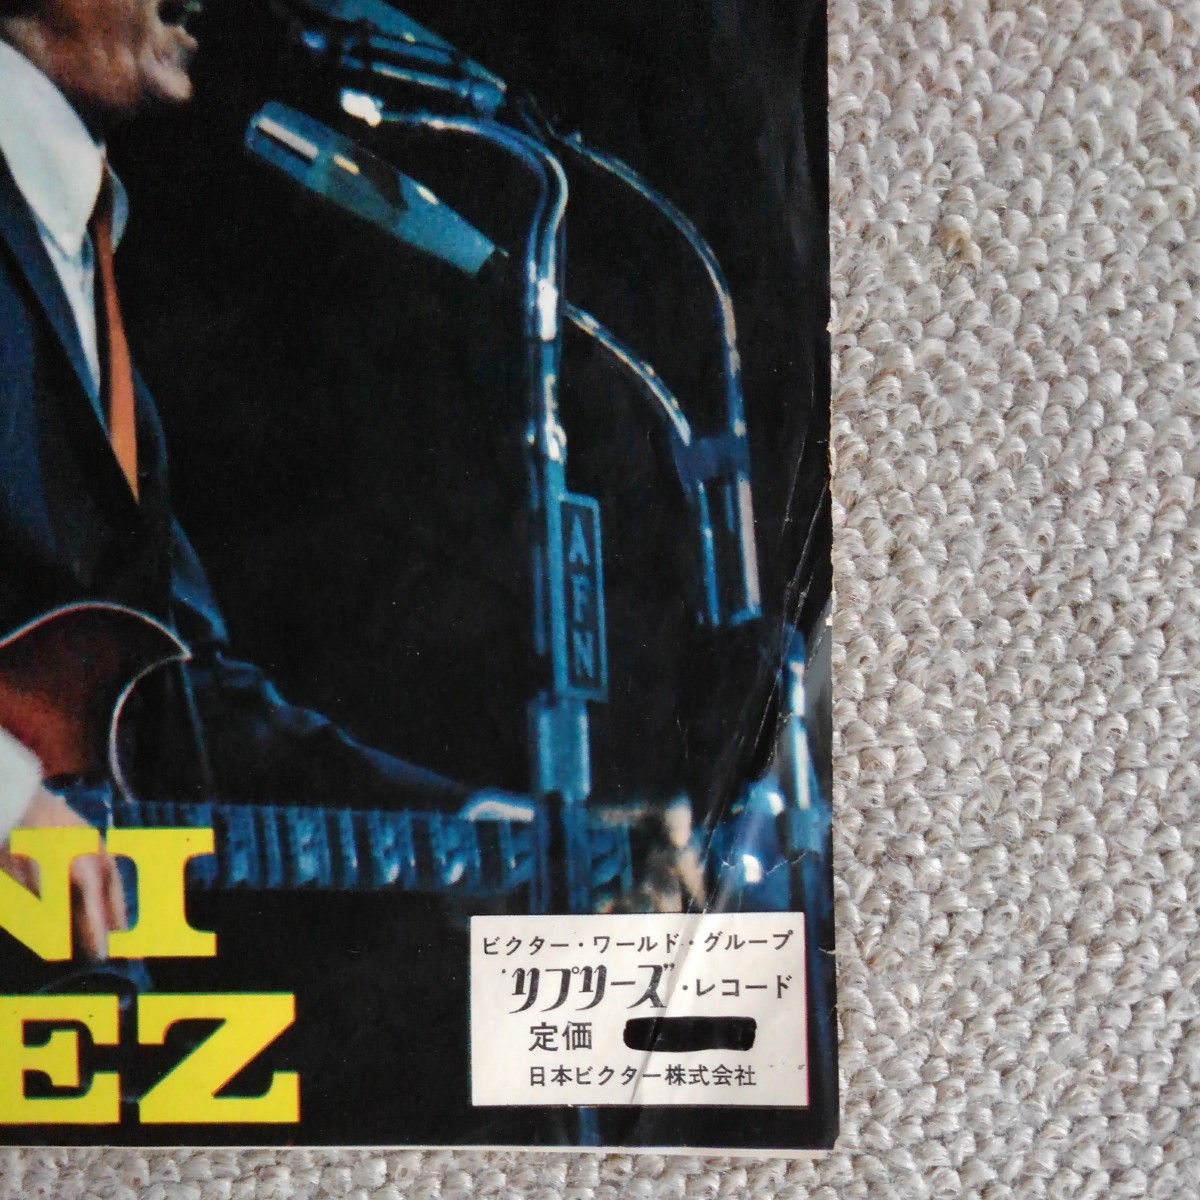 AFN
NI
EZ
ビクター・ワールド・グループ
"リプリーズ"・レコード
定価
日本ビクター株式会社